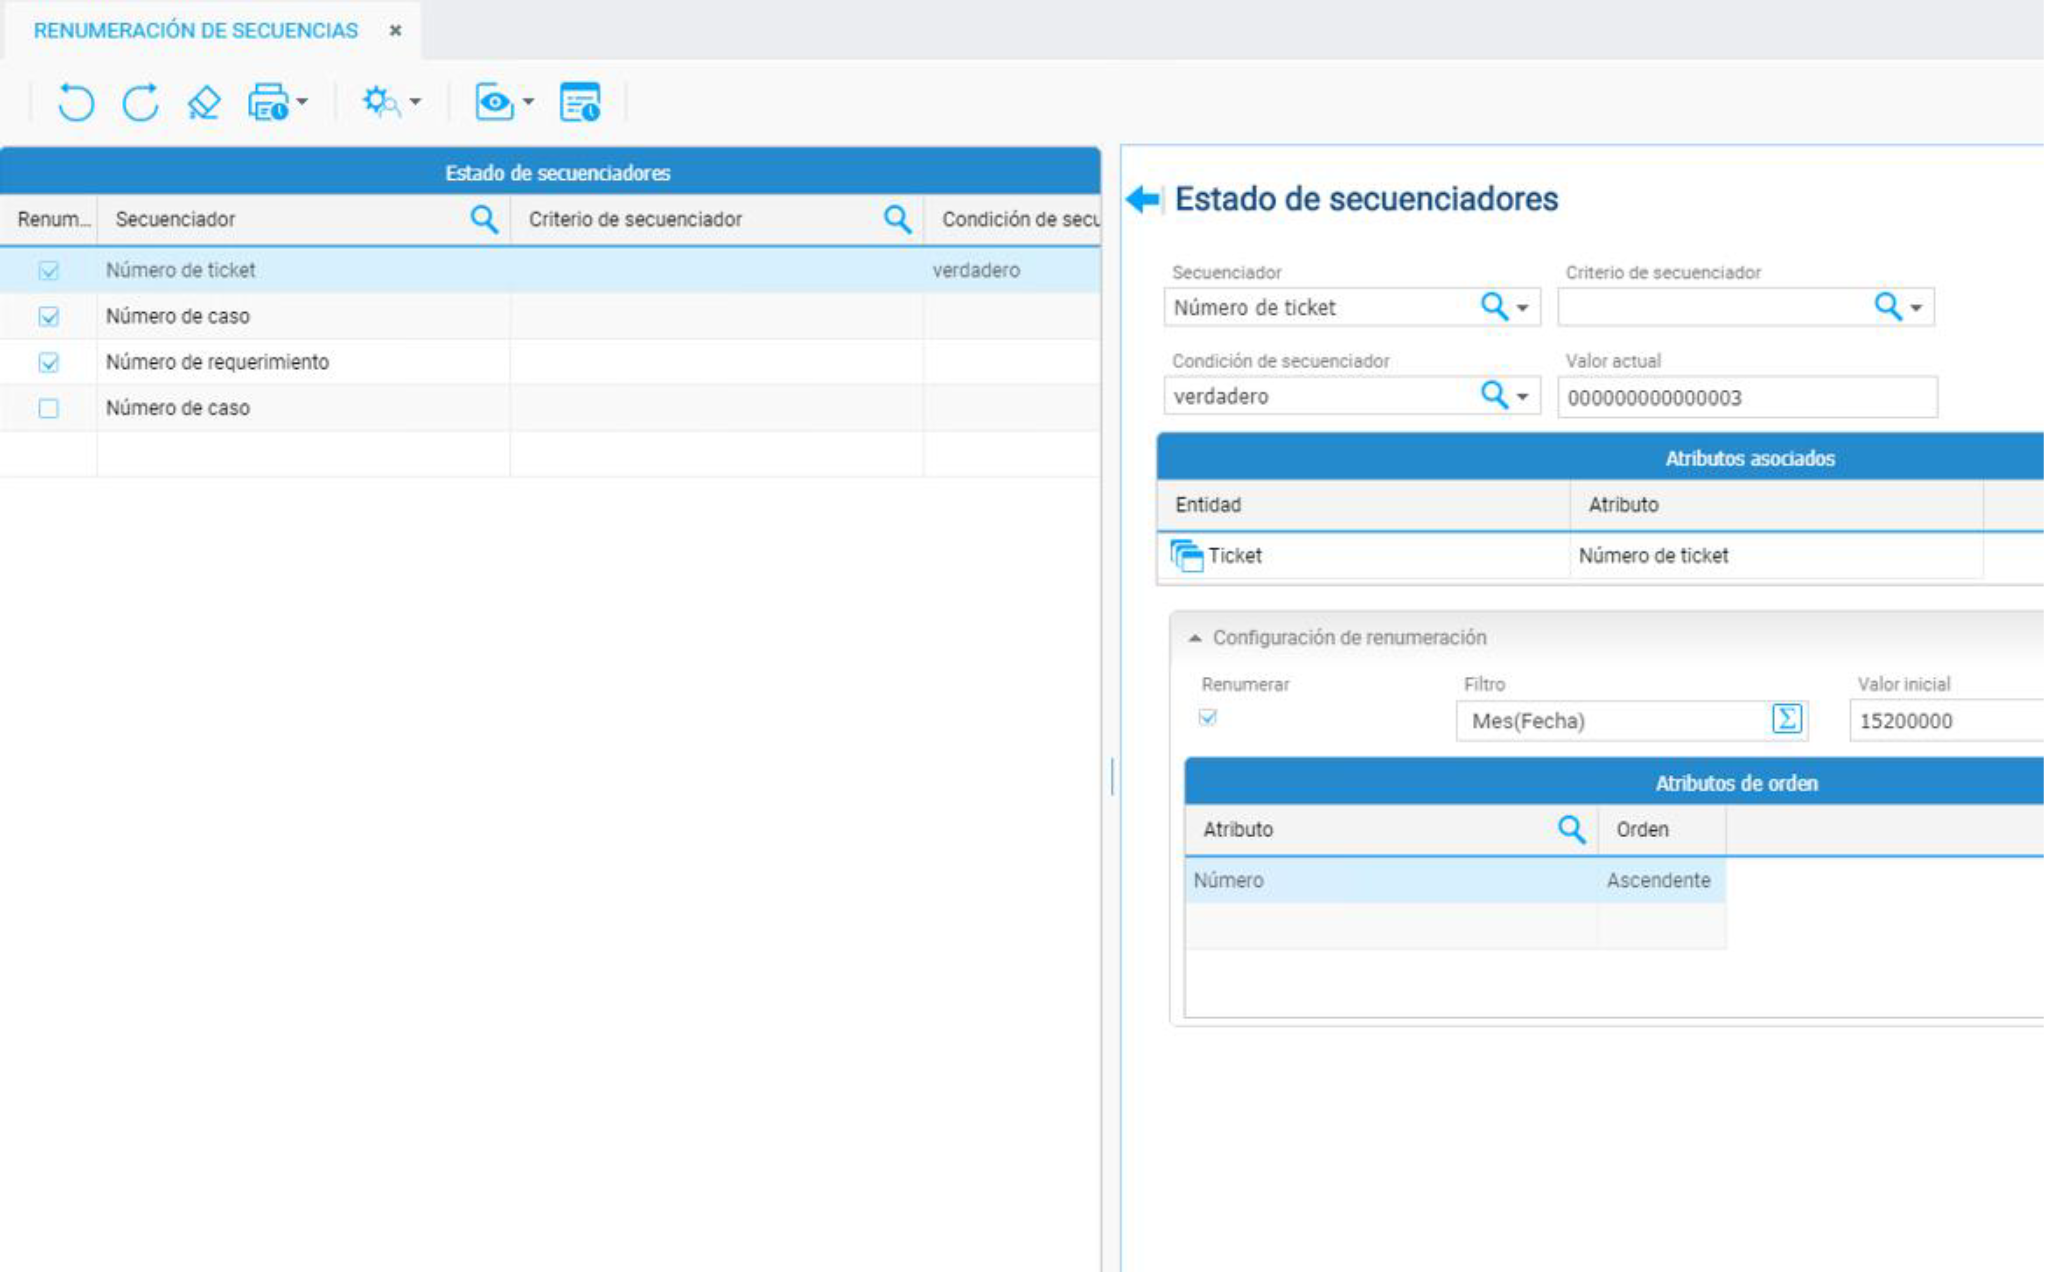 RENUMERACIÓN DE SECUENCIAS
Estado de secuenciadores
Renum... Secuenciador Criterio de secuenciador Condición de secu
Número de ticket verdadero
Número de caso
Número de requerimiento
Número de caso
Estado de secuenciadores
Secuenciador Criterio de secuenciador
Número de ticket
Condición de secuenciador Valor actual
verdadero 000000000000003
Atributos asociados
Entidad Atributo
Ticket Número de ticket
Configuración de renumeración
Renumerar Filtro Valor inicial
Mes(Fecha) Σ 15200000
Atributos de orden
Atributo Orden
Número Ascendente